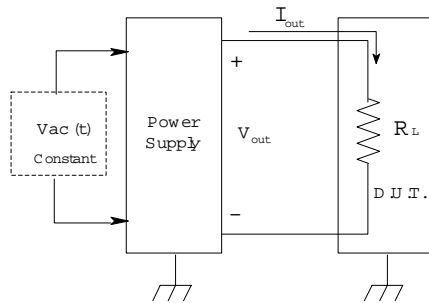 I out
Vac (t)
Constant
Power
Supply
+
V out
−
R L
D.U.T.